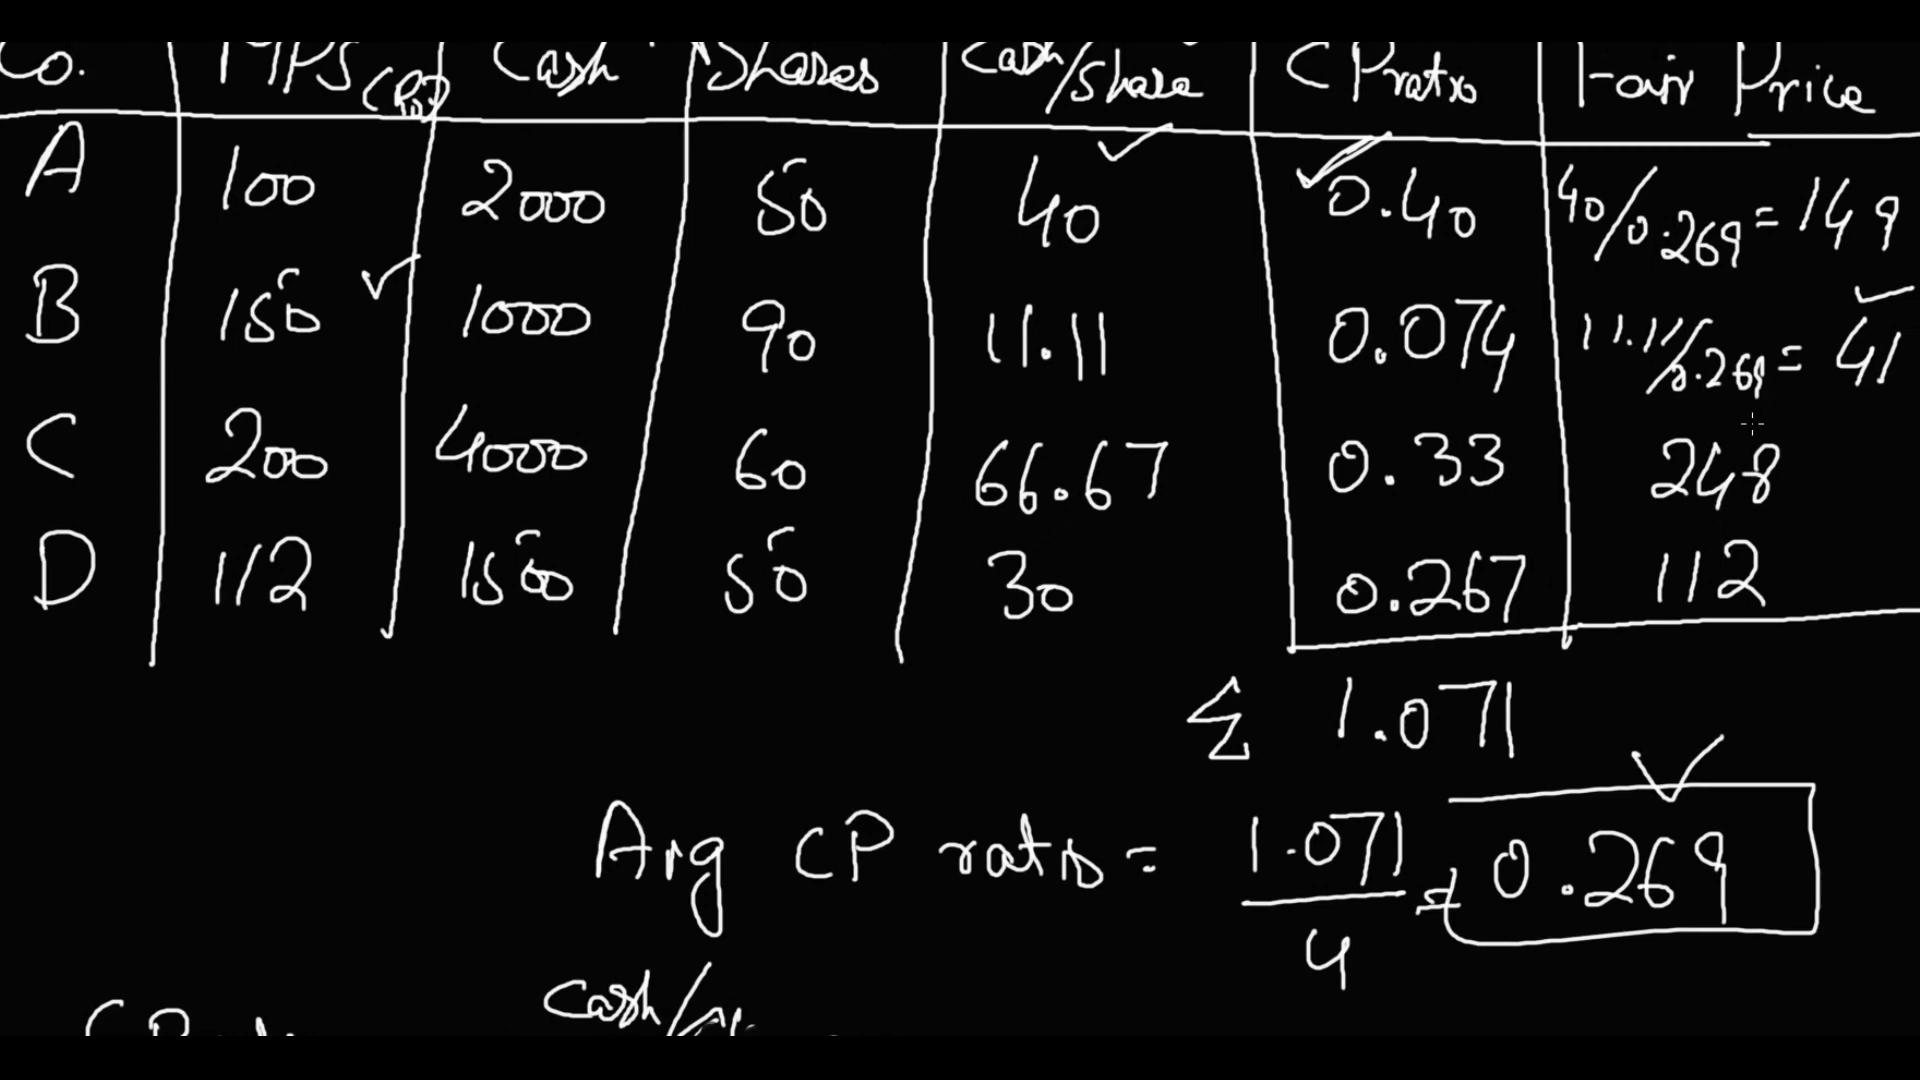 Co. MPS Cash Shares Cash/Share CP ratio Fair Price
A 100 2000 50 40 0.40 40/0.269 = 149
B 150 1000 90 11.11 0.074 11.11/0.269 = 41
C 200 4000 60 66.67 0.33 248
D 112 1500 50 30 0.267 112
Σ 1.071
Avg CP ratio = 1.071/4 = 0.269
Cash/